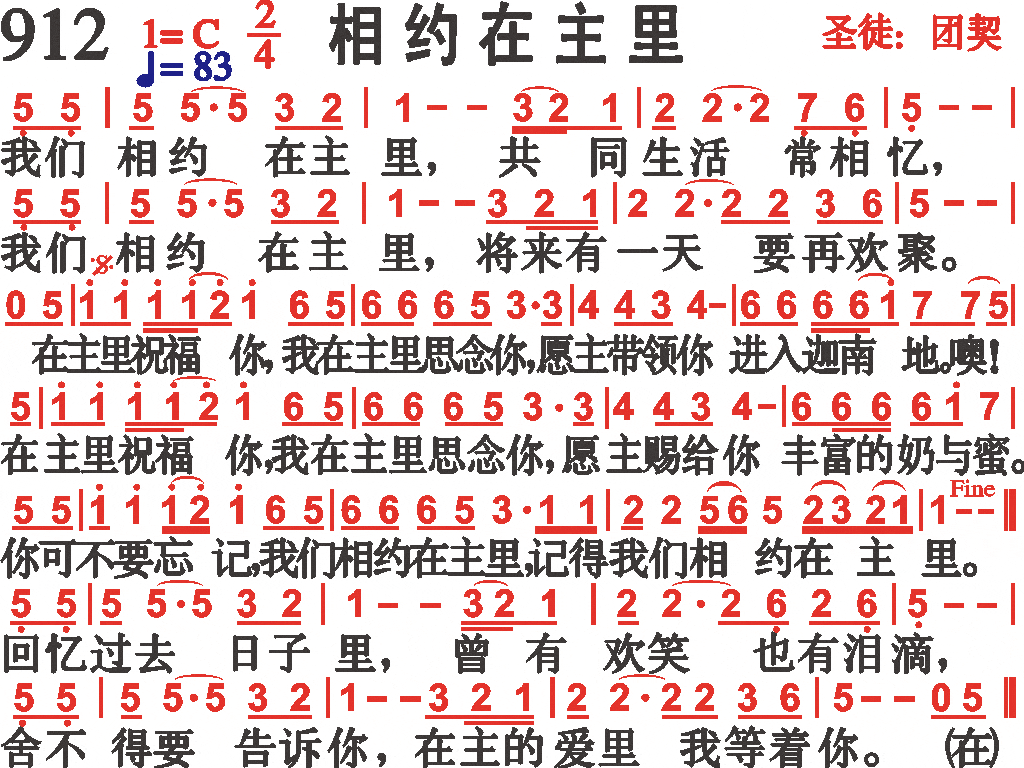 912 1=C 2/4 相约在主里 圣徒：团契
♩=83
5 5 | 5 5·5 3 2 | 1 - - 3 2 1 | 2 2·2 7 6 | 5 - - |
我们 相约 在主 里， 共 同生活 常相忆，
5 5 | 5 5·5 3 2 | 1 - - 3 2 1 | 2 2·2 2 3 6 | 5 - - |
我们 相约 在主 里， 将来有一天 要再欢聚。
0 5 | 1 1 1 1 2 1 6 5 | 6 6 6 5 3·3 | 4 4 3 4 - | 6 6 6 6 1 7 7 5 |
在主里祝福 你，我在主里思念你，愿主带领你 进入迦南 地。噢！
5 | 1 1 1 1 2 1 6 5 | 6 6 6 5 3·3 | 4 4 3 4 - | 6 6 6 6 1 7 |
在主里祝福 你，我在主里思念你，愿主赐给你 丰富的奶与蜜。
5 5 | 1 1 1 2 1 6 5 | 6 6 6 5 3·1 1 | 2 2 5 6 5 2 3 2 1 | 1 - - Fine
你可不要忘 记，我们相约在主里，记得我们相 约在 主 里。
5 5 | 5 5·5 3 2 | 1 - - 3 2 1 | 2 2·2 6 2 6 | 5 - - |
回忆过去 日子里， 曾 有 欢笑 也有泪滴，
5 5 | 5 5·5 3 2 | 1 - - 3 2 1 | 2 2·2 2 3 6 | 5 - - 0 5
舍不 得要 告诉你，在主的爱里 我等着你。 (在)